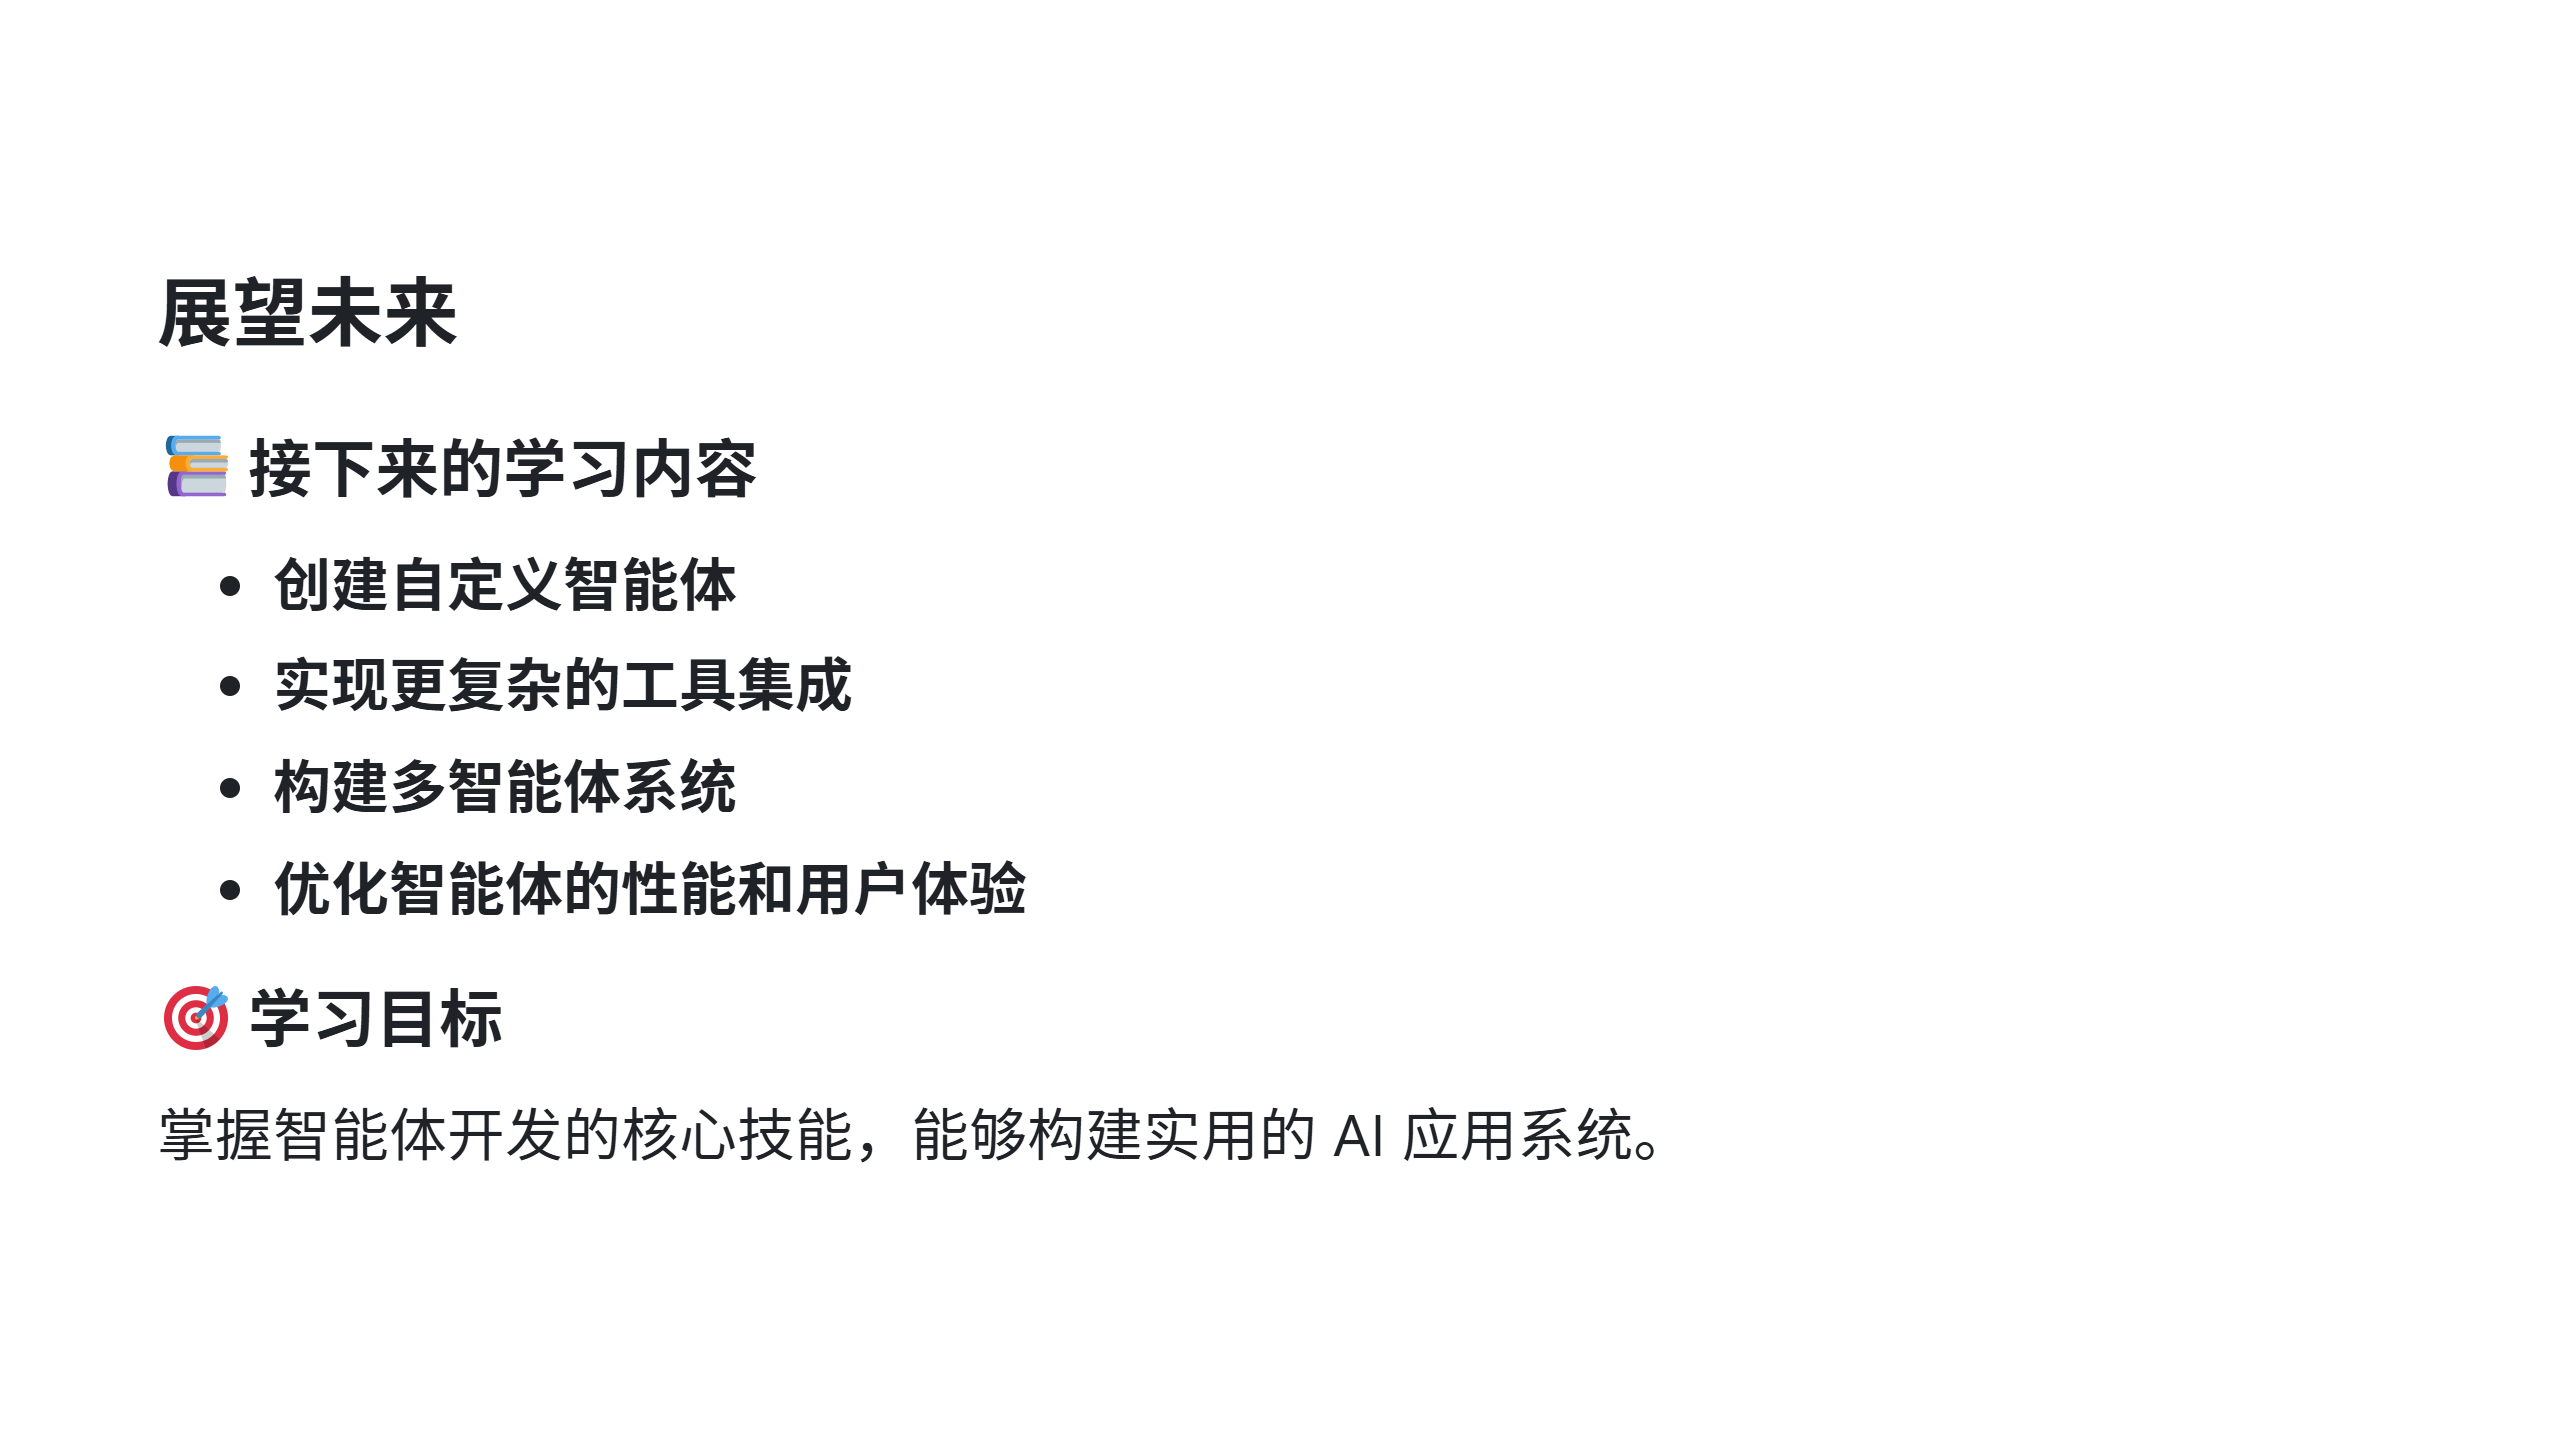 展望未来
📚 接下来的学习内容
• 创建自定义智能体
• 实现更复杂的工具集成
• 构建多智能体系统
• 优化智能体的性能和用户体验
🎯 学习目标
掌握智能体开发的核心技能，能够构建实用的 AI 应用系统。